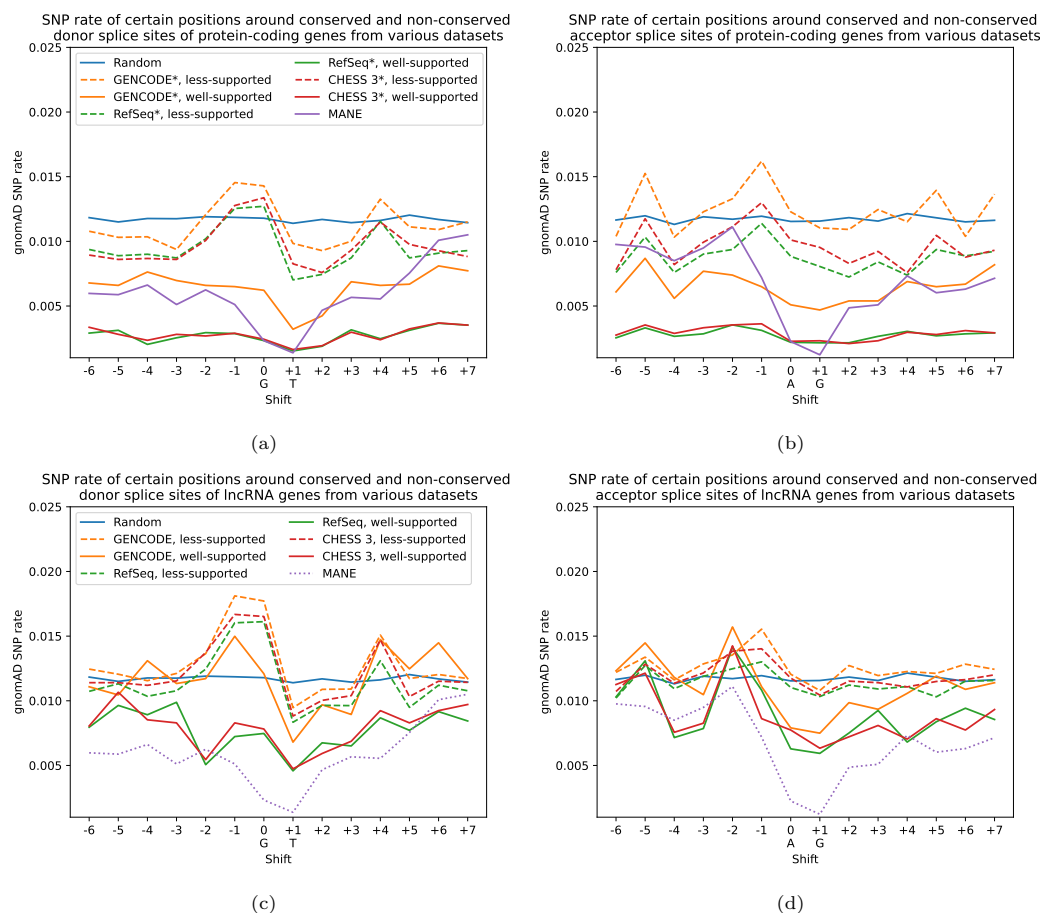 SNP rate of certain positions around conserved and non-conserved
donor splice sites of protein-coding genes from various datasets
0.025
0.020
0.015
0.010
0.005
gnomAD SNP rate
Random
GENCODE*, less-supported
GENCODE*, well-supported
RefSeq*, less-supported
RefSeq*, well-supported
CHESS 3*, less-supported
CHESS 3*, well-supported
MANE
-6 -5 -4 -3 -2 -1 0 +1 +2 +3 +4 +5 +6 +7
G T
Shift
(a)
SNP rate of certain positions around conserved and non-conserved
acceptor splice sites of protein-coding genes from various datasets
0.025
0.020
0.015
0.010
0.005
gnomAD SNP rate
-6 -5 -4 -3 -2 -1 0 +1 +2 +3 +4 +5 +6 +7
A G
Shift
(b)
SNP rate of certain positions around conserved and non-conserved
donor splice sites of lncRNA genes from various datasets
0.025
0.020
0.015
0.010
0.005
gnomAD SNP rate
Random
GENCODE, less-supported
GENCODE, well-supported
RefSeq, less-supported
RefSeq, well-supported
CHESS 3, less-supported
CHESS 3, well-supported
MANE
-6 -5 -4 -3 -2 -1 0 +1 +2 +3 +4 +5 +6 +7
G T
Shift
(c)
SNP rate of certain positions around conserved and non-conserved
acceptor splice sites of lncRNA genes from various datasets
0.025
0.020
0.015
0.010
0.005
gnomAD SNP rate
-6 -5 -4 -3 -2 -1 0 +1 +2 +3 +4 +5 +6 +7
A G
Shift
(d)